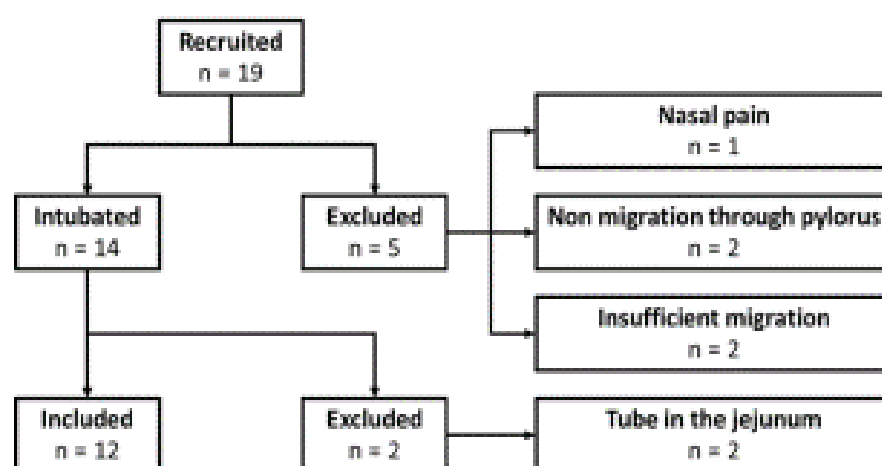 Recruited
n = 19
Nasal pain
n = 1
Intubated
n = 14
Excluded
n = 5
Non migration through pylorus
n = 2
Insufficient migration
n = 2
Included
n = 12
Excluded
n = 2
Tube in the jejunum
n = 2